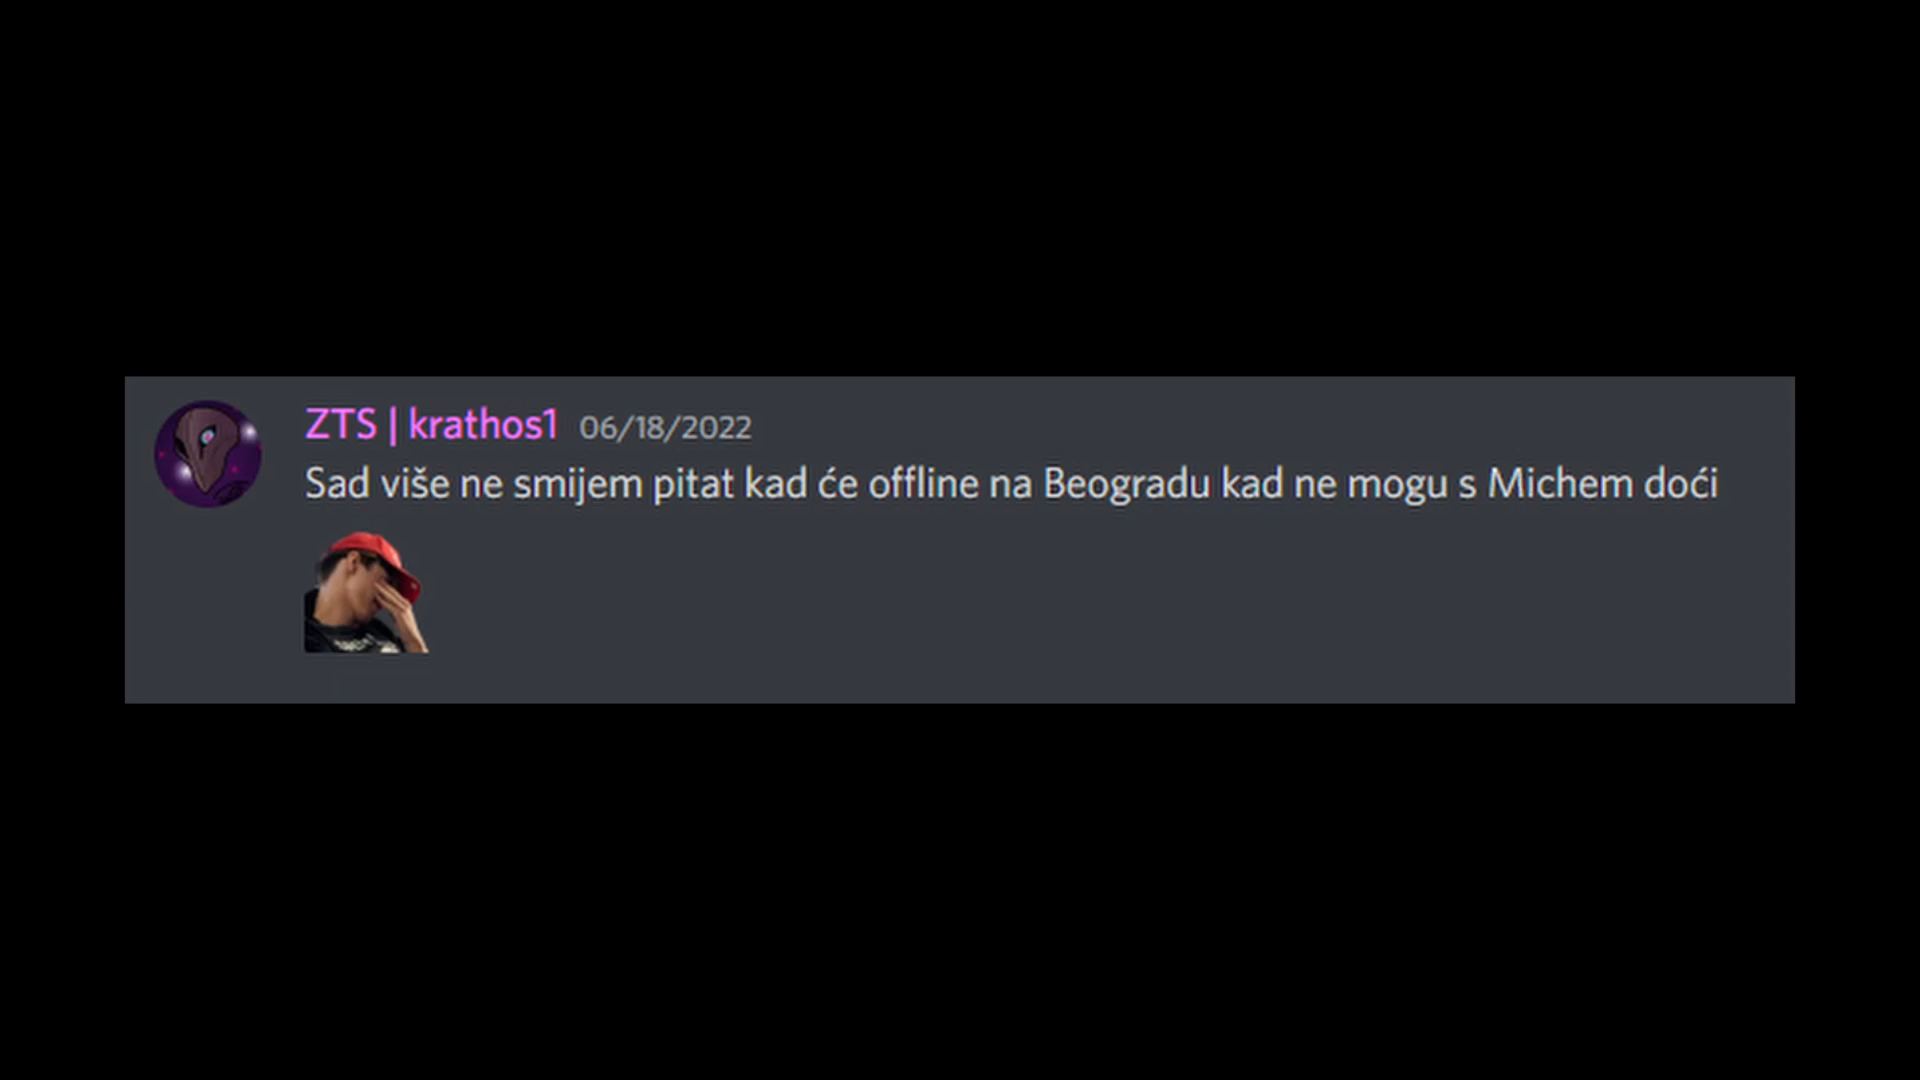 ZTS | krathos1 06/18/2022
Sad više ne smijem pitat kad će offline na Beogradu kad ne mogu s Michem doći